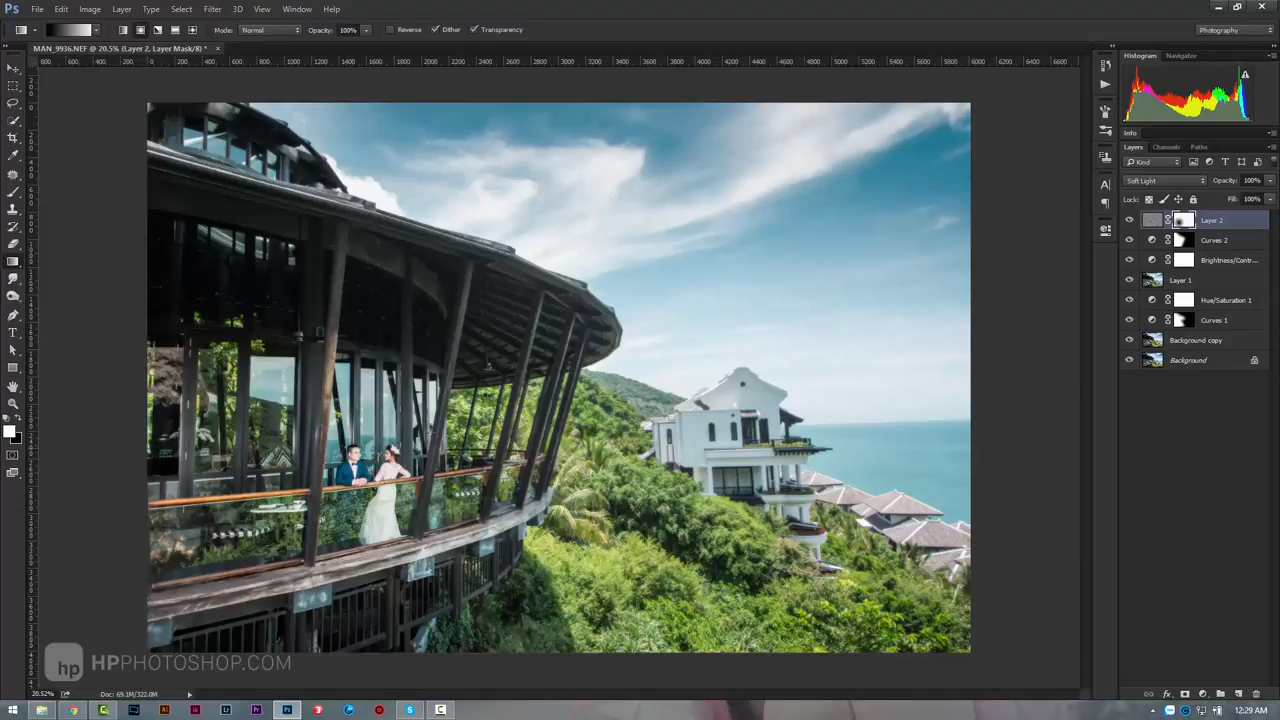 Ps File Edit Image Layer Type Select Filter 3D View Window Help
Mode: Normal Opacity: 100% Reverse Dither Transparency Photography
MAN_9936.NEF @ 20.5% (Layer 2, Layer Mask/8) * ×
Histogram Navigator
Info
Layers Channels Paths
Kind
Soft Light Opacity: 100%
Lock: Fill: 100%
Layer 2
Curves 2
Brightness/Contr...
Layer 1
Hue/Saturation 1
Curves 1
Background copy
Background
hp HPPHOTOSHOP.COM
20.52% Doc: 69.1M/322.0M
12:29 AM